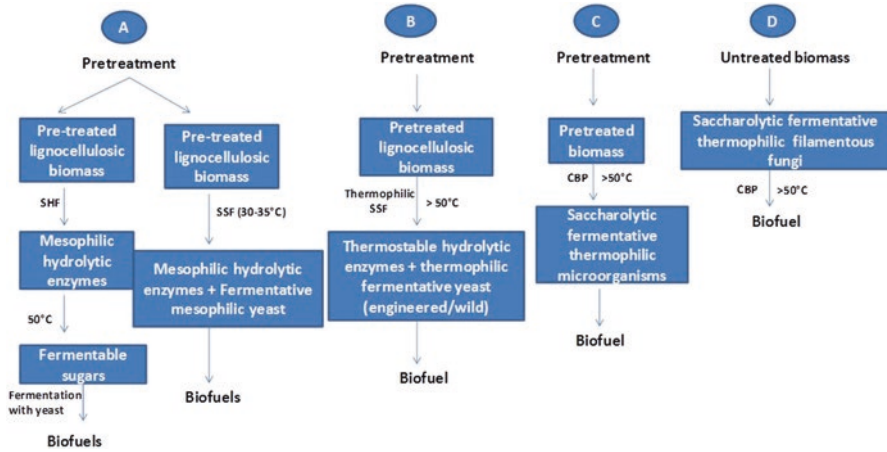 A
Pretreatment
Pre-treated
lignocellulosic
biomass
SHF
Mesophilic
hydrolytic
enzymes
50°C
Fermentable
sugars
Fermentation
with yeast
Biofuels
Pre-treated
lignocellulosic
biomass
SSF (30-35°C)
Mesophilic hydrolytic
enzymes + Fermentative
mesophilic yeast
Biofuels
B
Pretreatment
Pretreated
lignocellulosic
biomass
Thermophilic
SSF
> 50°C
Thermostable hydrolytic
enzymes + thermophilic
fermentative yeast
(engineered/wild)
Biofuel
C
Pretreatment
Pretreated
biomass
CBP >50°C
Saccharolytic
fermentative
thermophilic
microorganisms
Biofuel
D
Untreated biomass
Saccharolytic fermentative
thermophilic filamentous
fungi
CBP >50°C
Biofuel